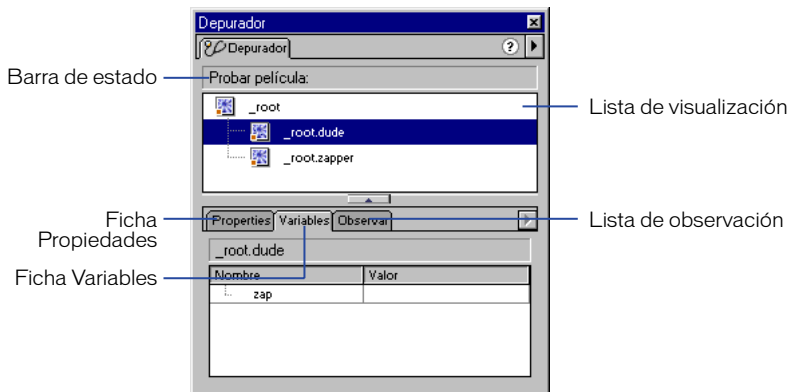 Depurador
Depurador
?
Barra de estado
Probar película:
_root
Lista de visualización
_root.dude
_root.zapper
Ficha
Propiedades
Properties
Variables
Observar
Lista de observación
_root.dude
Ficha Variables
Nombre
Valor
zap